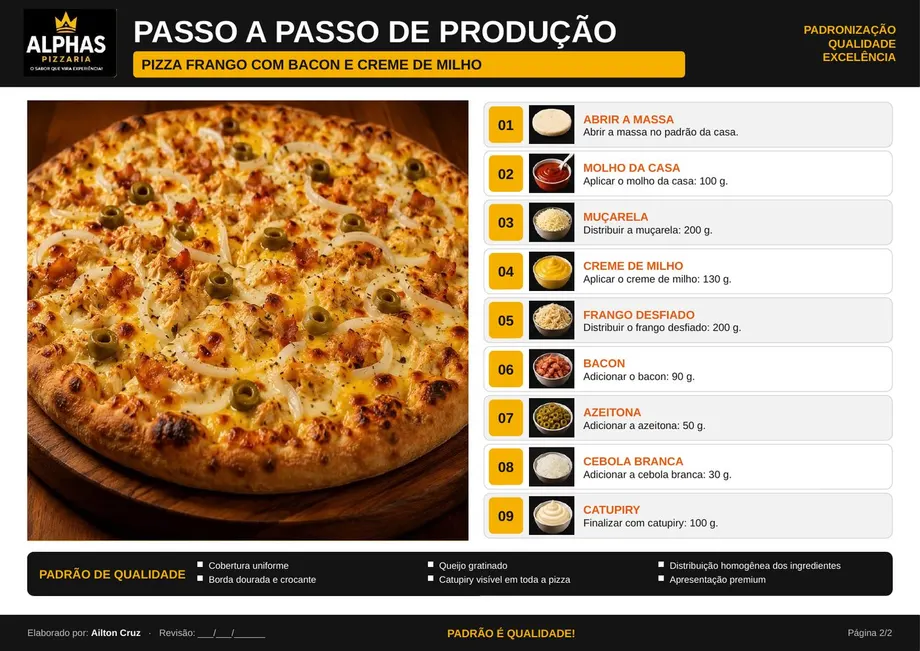 ALPHAS
PIZZARIA
O SABOR QUE VIRA EXPERIÊNCIA!
PASSO A PASSO DE PRODUÇÃO
PIZZA FRANGO COM BACON E CREME DE MILHO
PADRONIZAÇÃO
QUALIDADE
EXCELÊNCIA
01
ABRIR A MASSA
Abrir a massa no padrão da casa.
02
MOLHO DA CASA
Aplicar o molho da casa: 100 g.
03
MUÇARELA
Distribuir a muçarela: 200 g.
04
CREME DE MILHO
Aplicar o creme de milho: 130 g.
05
FRANGO DESFIADO
Distribuir o frango desfiado: 200 g.
06
BACON
Adicionar o bacon: 90 g.
07
AZEITONA
Adicionar a azeitona: 50 g.
08
CEBOLA BRANCA
Adicionar a cebola branca: 30 g.
09
CATUPIRY
Finalizar com catupiry: 100 g.
PADRÃO DE QUALIDADE
Cobertura uniforme
Borda dourada e crocante
Queijo gratinado
Catupiry visível em toda a pizza
Distribuição homogênea dos ingredientes
Apresentação premium
Elaborado por: Ailton Cruz · Revisão: ___/___/______
PADRÃO É QUALIDADE!
Página 2/2